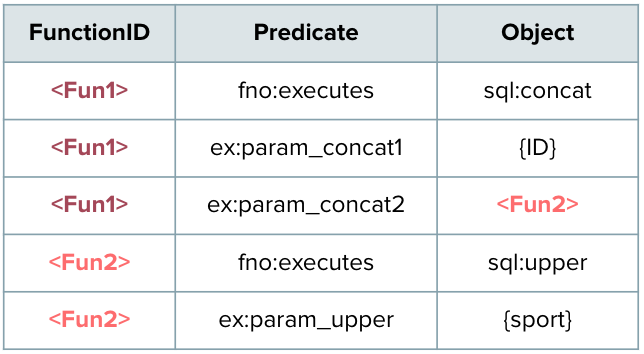 FunctionID Predicate Object
<Fun1> fno:executes sql:concat
<Fun1> ex:param_concat1 {ID}
<Fun1> ex:param_concat2 <Fun2>
<Fun2> fno:executes sql:upper
<Fun2> ex:param_upper {sport}